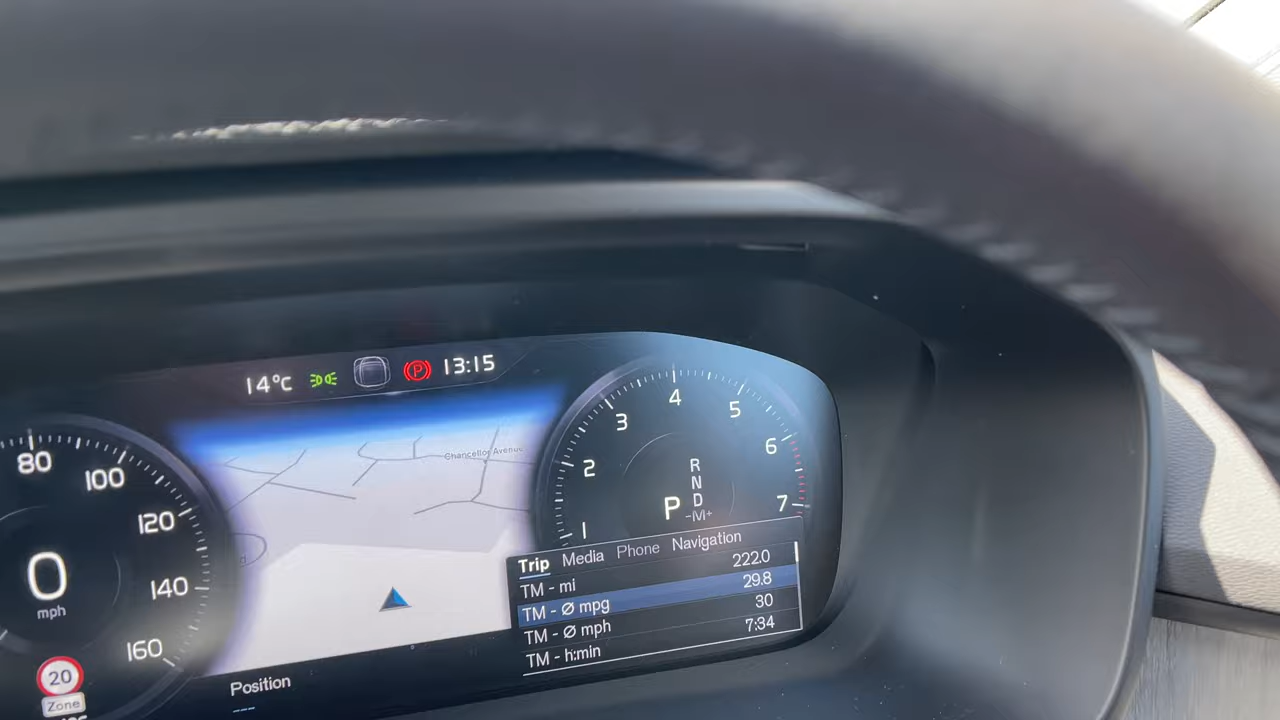 14°C 13:15
80
100
120
140
160
0
mph
20
Zone
Chancellor Avenue
Position
1
2
3
4
5
6
7
R
N
D
P -M+
Trip Media Phone Navigation
TM - mi 222.0
TM - Ø mpg 29.8
TM - Ø mph 30
TM - h:min 7:34